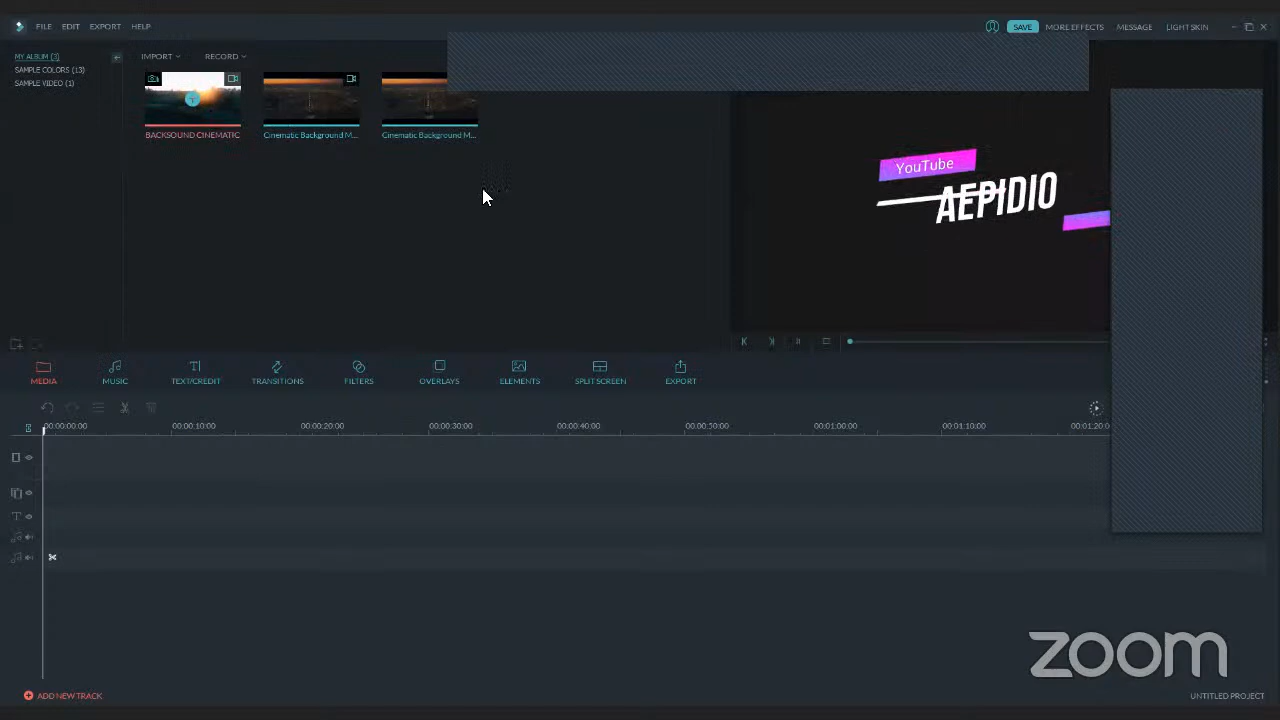 FILE EDIT EXPORT HELP
SAVE MORE EFFECTS MESSAGE LIGHT SKIN
MY ALBUM (3)
SAMPLE COLORS (13)
SAMPLE VIDEO (1)
IMPORT RECORD
BACKSOUND CINEMATIC
Cinematic Background M...
Cinematic Background M...
YouTube
AEPIDIO
MEDIA MUSIC TEXT/CREDIT TRANSITIONS FILTERS OVERLAYS ELEMENTS SPLIT SCREEN EXPORT
00:00:00:00 00:00:10:00 00:00:20:00 00:00:30:00 00:00:40:00 00:00:50:00 00:01:00:00 00:01:10:00 00:01:20:0
zoom
ADD NEW TRACK
UNTITLED PROJECT